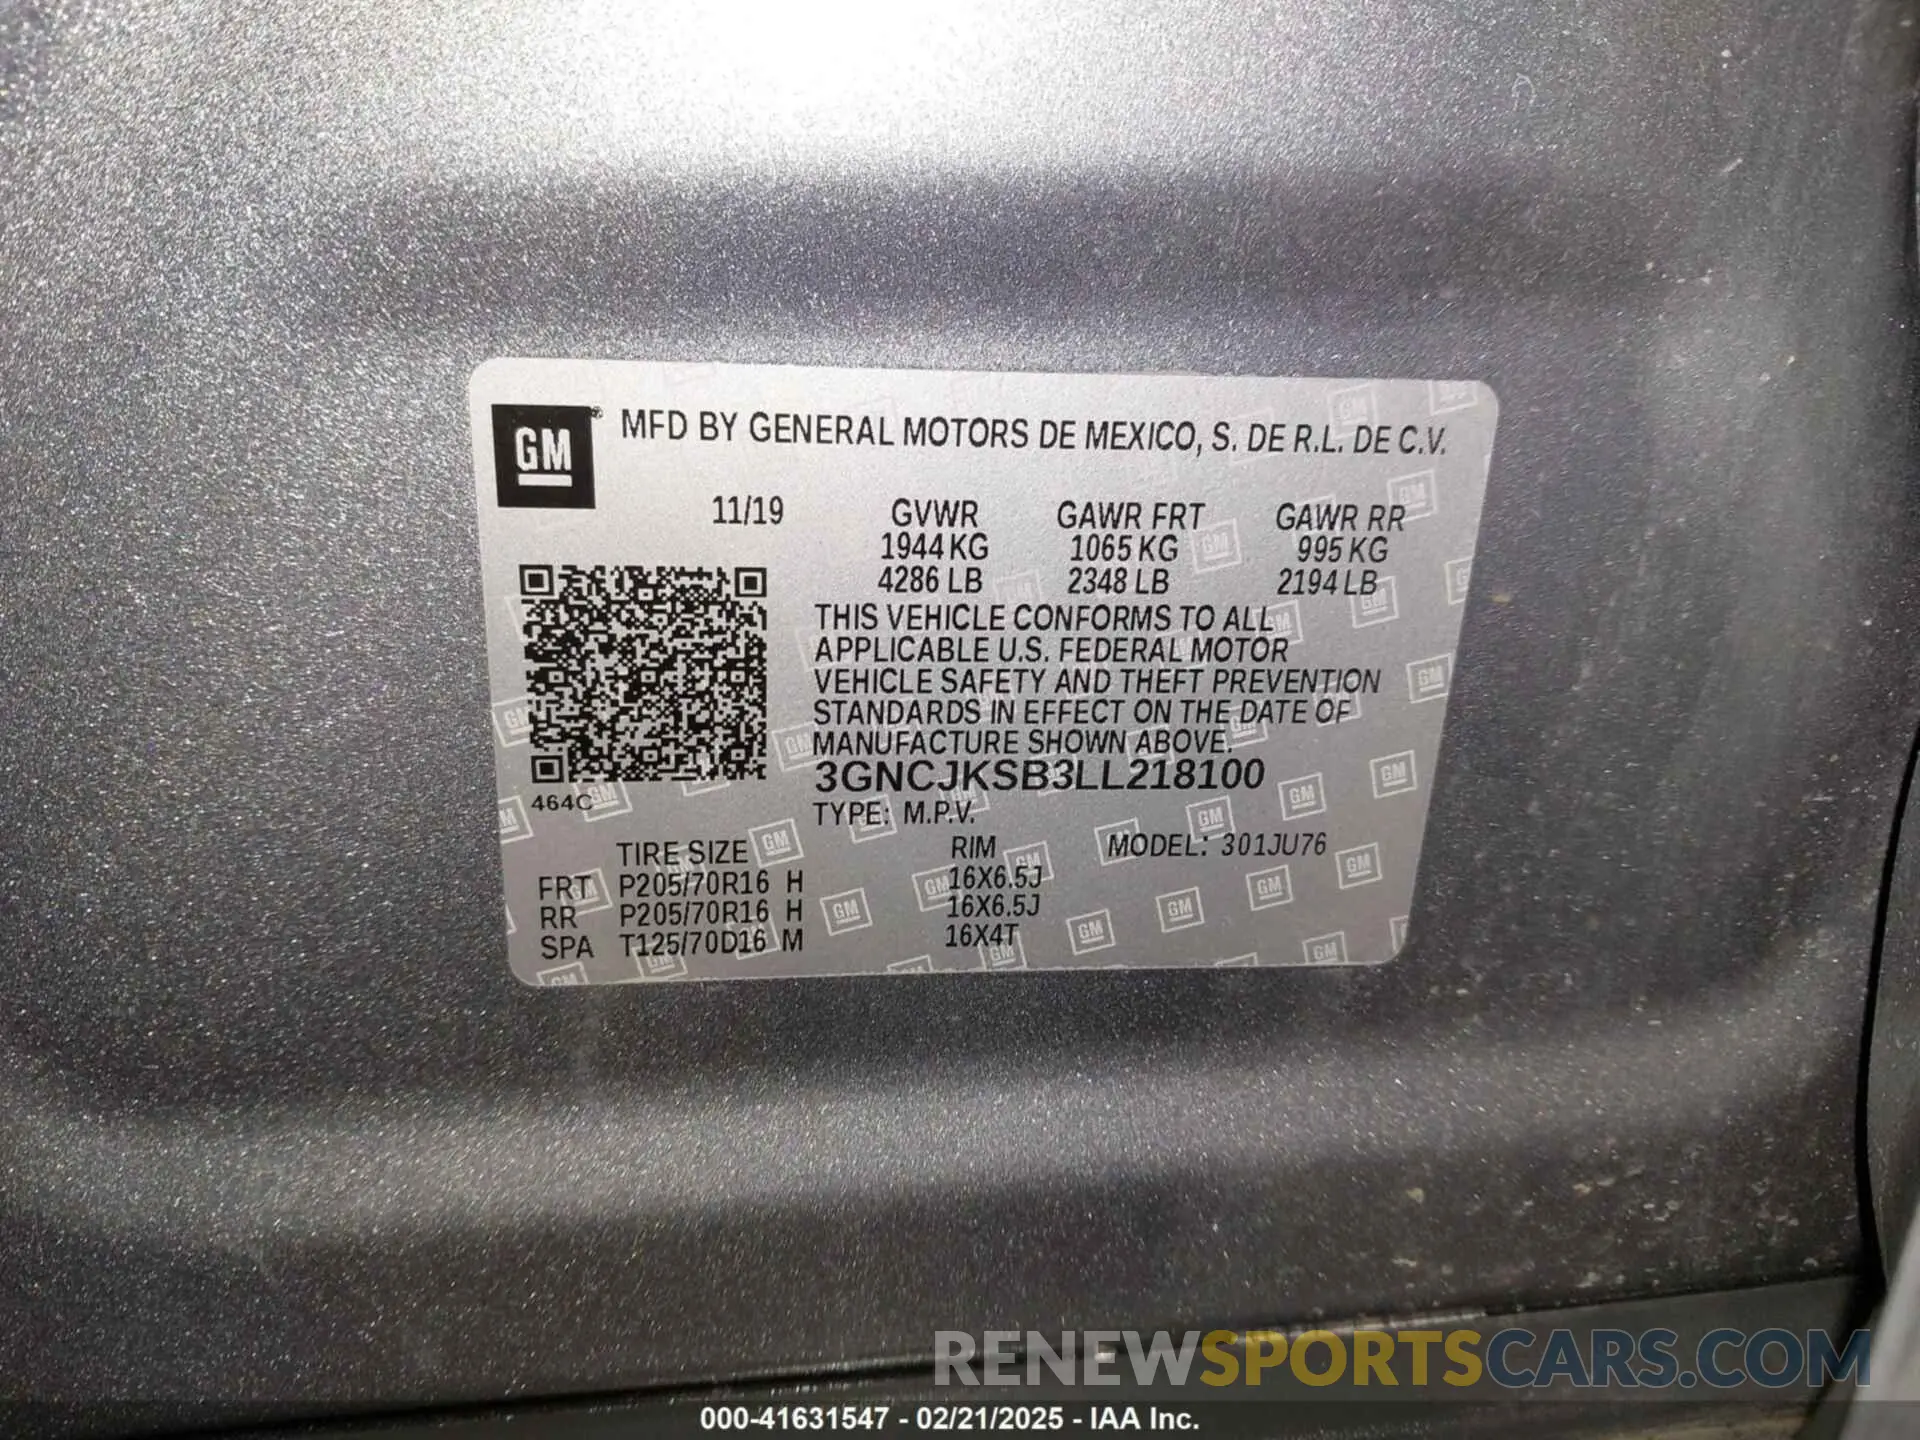 GM® MFD BY GENERAL MOTORS DE MEXICO, S. DE R.L. DE C.V.
11/19 GVWR GAWR FRT GAWR RR
1944 KG 1065 KG 995 KG
4286 LB 2348 LB 2194 LB
THIS VEHICLE CONFORMS TO ALL
APPLICABLE U.S. FEDERAL MOTOR
VEHICLE SAFETY AND THEFT PREVENTION
STANDARDS IN EFFECT ON THE DATE OF
MANUFACTURE SHOWN ABOVE.
3GNCJKSB3LL218100
464C
TYPE: M.P.V.
TIRE SIZE RIM MODEL: 301JU76
FRT P205/70R16 H 16X6.5J
RR P205/70R16 H 16X6.5J
SPA T125/70D16 M 16X4T
RENEWSPORTSCARS.COM
000-41631547 - 02/21/2025 - IAA Inc.